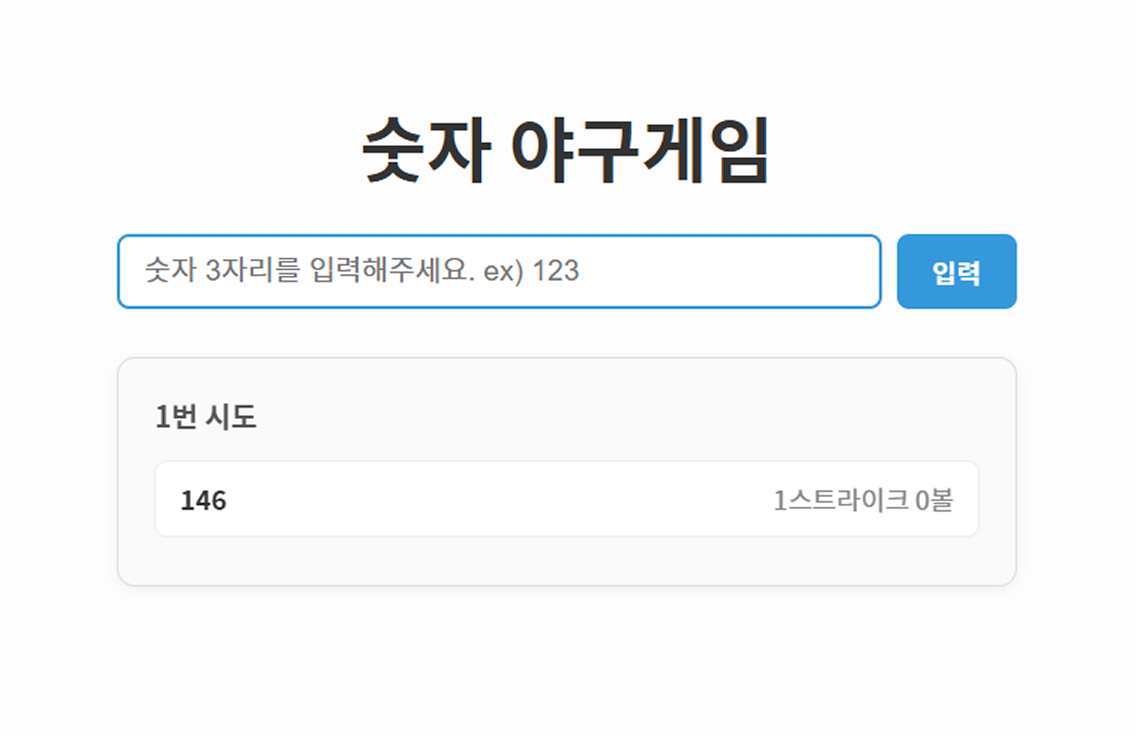 숫자 야구게임
숫자 3자리를 입력해주세요. ex) 123
입력
1번 시도
146 1스트라이크 0볼